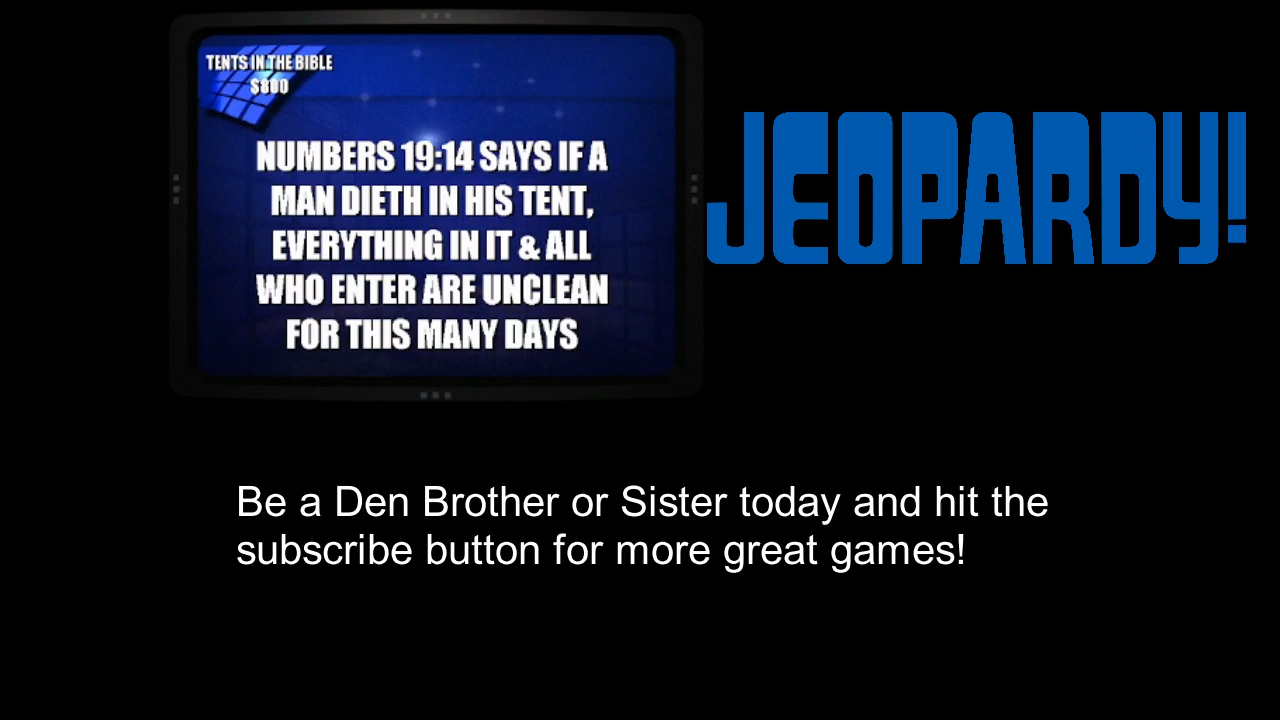 TENTS IN THE BIBLE
$800
NUMBERS 19:14 SAYS IF A
MAN DIETH IN HIS TENT,
EVERYTHING IN IT & ALL
WHO ENTER ARE UNCLEAN
FOR THIS MANY DAYS
JEOPARDY!
Be a Den Brother or Sister today and hit the
subscribe button for more great games!